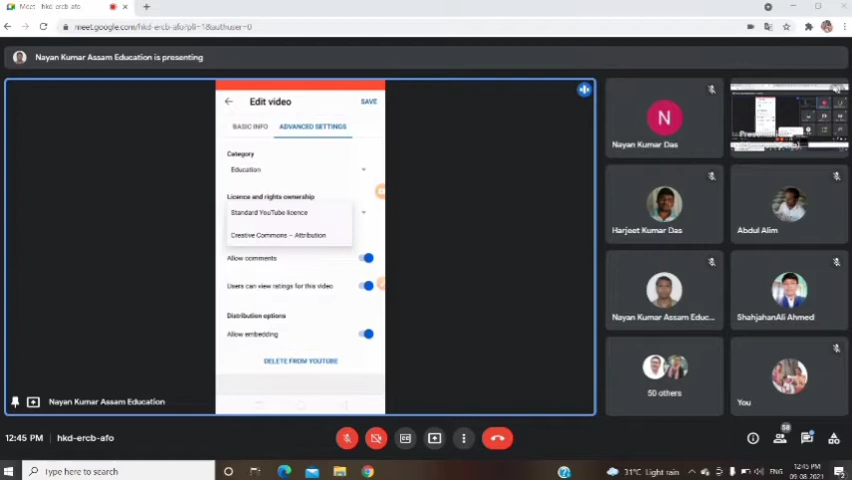 Meet - hkd-ercb-afo
meet.google.com/hkd-ercb-afo/pli=1&authuser=0
Nayan Kumar Assam Education is presenting
Edit video
SAVE
BASIC INFO
ADVANCED SETTINGS
Category
Education
Licence and rights ownership
Standard YouTube licence
Creative Commons – Attribution
Allow comments
Users can view ratings for this video
Distribution options
Allow embedding
DELETE FROM YOUTUBE
N
Nayan Kumar Das
Harjeet Kumar Das
Abdul Alim
Nayan Kumar Assam Educ...
ShahjahanAli Ahmed
50 others
You
Nayan Kumar Assam Education
12:45 PM | hkd-ercb-afo
58
Type here to search
31°C Light rain
ENG
12:45 PM
09-08-2021